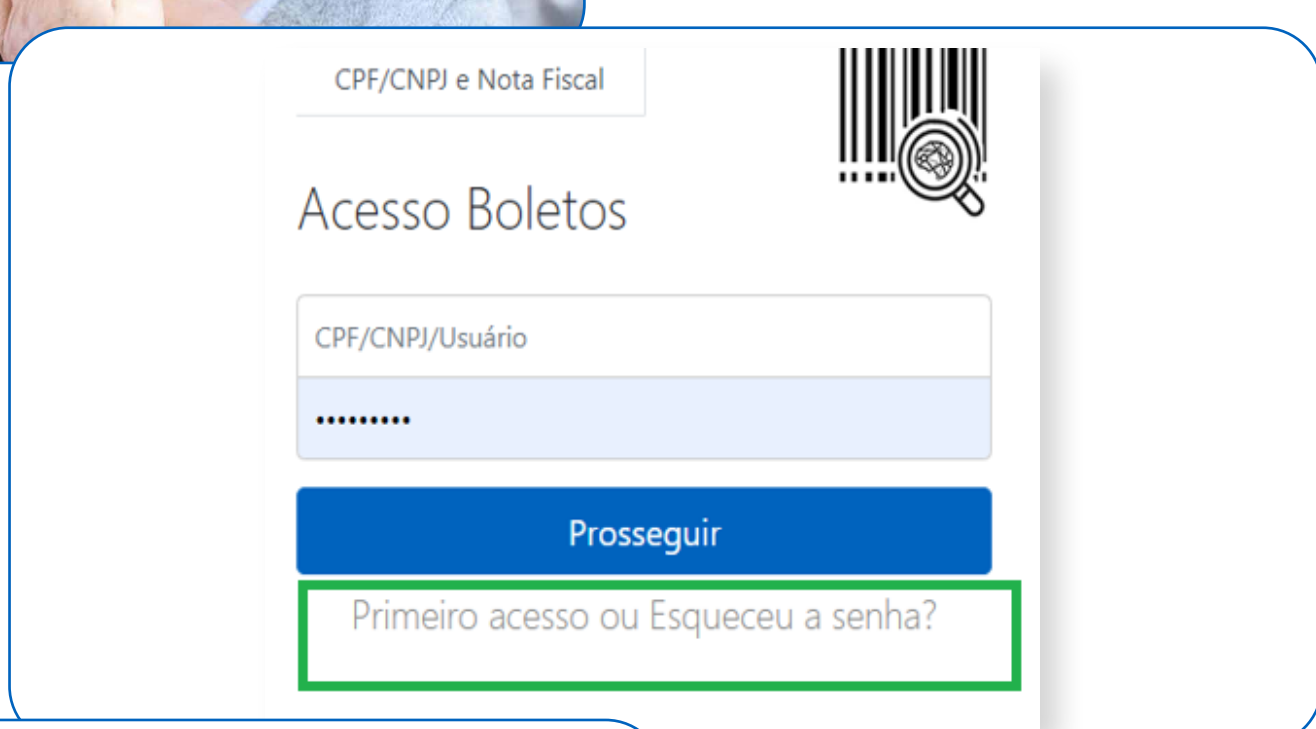 CPF/CNPJ e Nota Fiscal
Acesso Boletos
CPF/CNPJ/Usuário
•••••••••
Prosseguir
Primeiro acesso ou Esqueceu a senha?